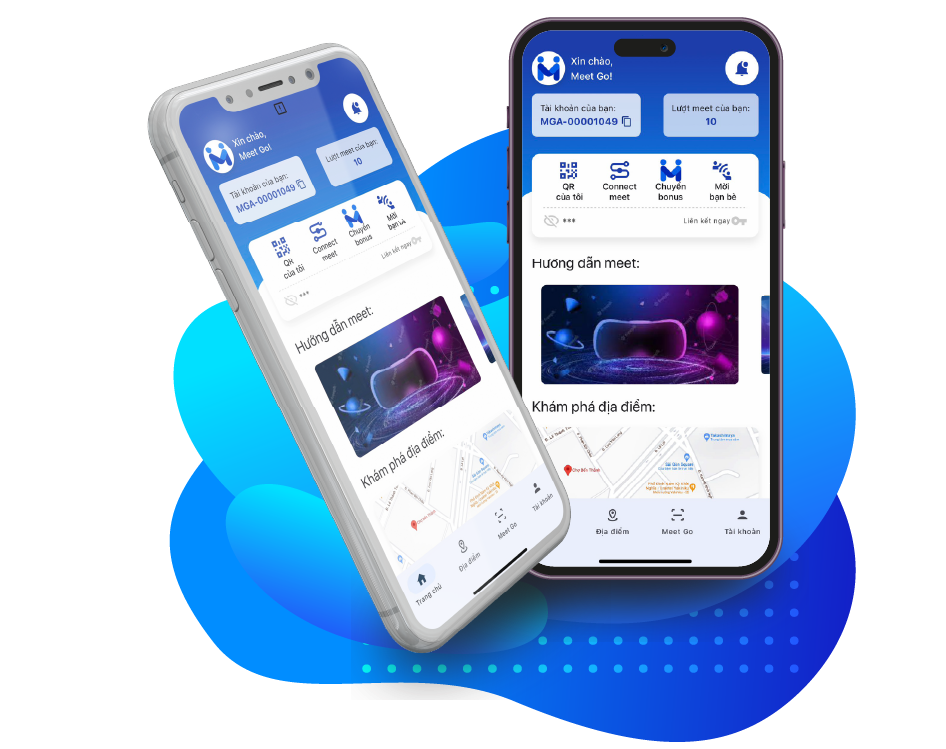 Xin chào,
Meet Go!
Tài khoản của bạn:
MGA-00001049
Lượt meet của bạn:
10
QR
của tôi
Connect
meet
Chuyển
bonus
Mời
bạn
***
Liên kết ngay
Hướng dẫn meet:
Khám phá địa điểm:
Trang chủ
Địa điểm
Meet Go
Tài khoản
Xin chào,
Meet Go!
Tài khoản của bạn:
MGA-00001049
Lượt meet của bạn:
10
QR
của tôi
Connect
meet
Chuyển
bonus
Mời
bạn bè
***
Liên kết ngay
Hướng dẫn meet:
Khám phá địa điểm:
Takashimaya
Sài Gòn Square
Chợ Bến Thành
Địa điểm
Meet Go
Tài khoản